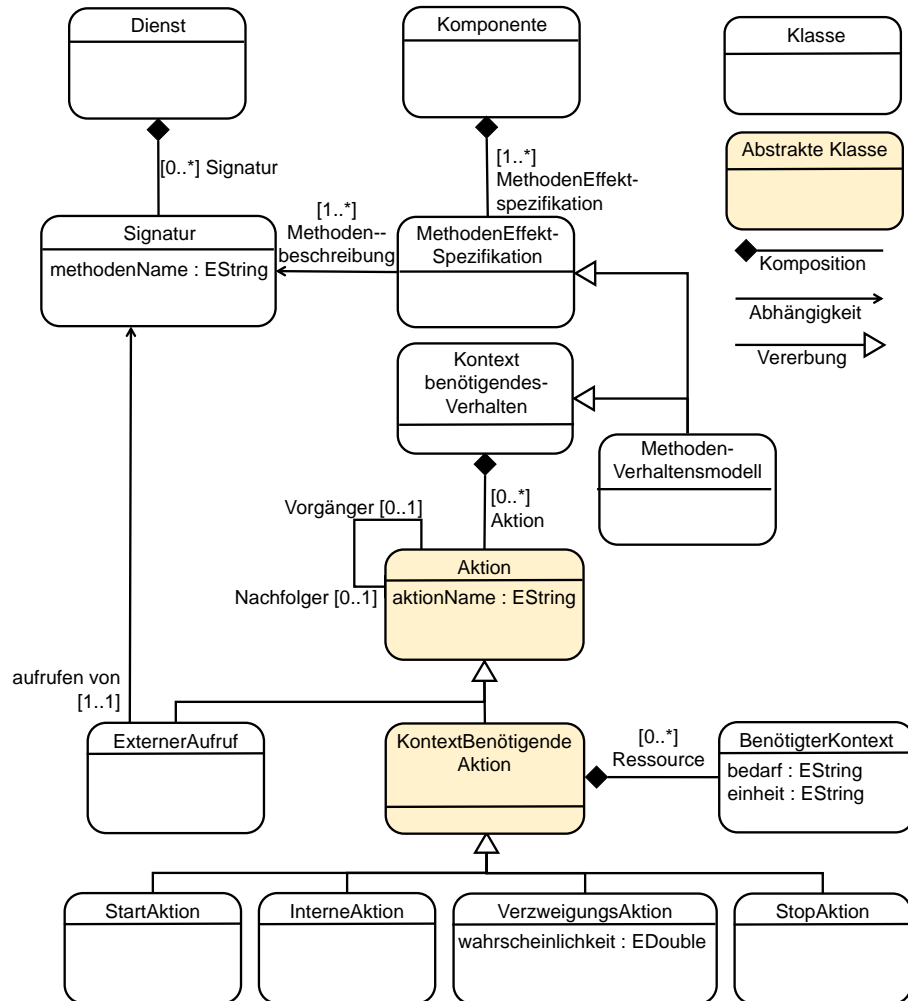 Dienst
Komponente
Klasse
Abstrakte Klasse
[0..*] Signatur
[1..*]
MethodenEffekt-
spezifikation
Signatur
methodenName : EString
[1..*]
Methoden--
beschreibung
MethodenEffekt-
Spezifikation
Komposition
Abhängigkeit
Vererbung
Kontext
benötigendes-
Verhalten
Methoden-
Verhaltensmodell
Vorgänger [0..1]
[0..*]
Aktion
Aktion
aktionName : EString
Nachfolger [0..1]
aufrufen von
[1..1]
ExternerAufruf
KontextBenötigende
Aktion
[0..*]
Ressource
BenötigterKontext
bedarf : EString
einheit : EString
StartAktion
InterneAktion
VerzweigungsAktion
wahrscheinlichkeit : EDouble
StopAktion